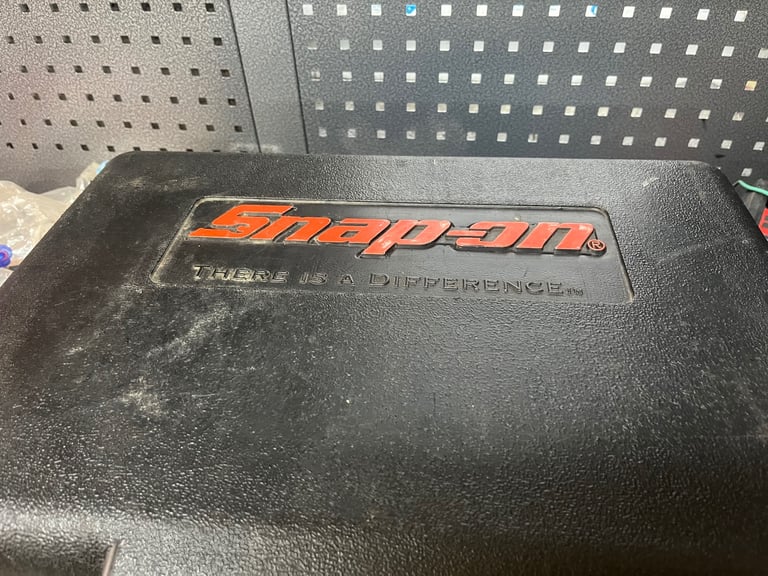 Snap-on®
THERE IS A DIFFERENCE™